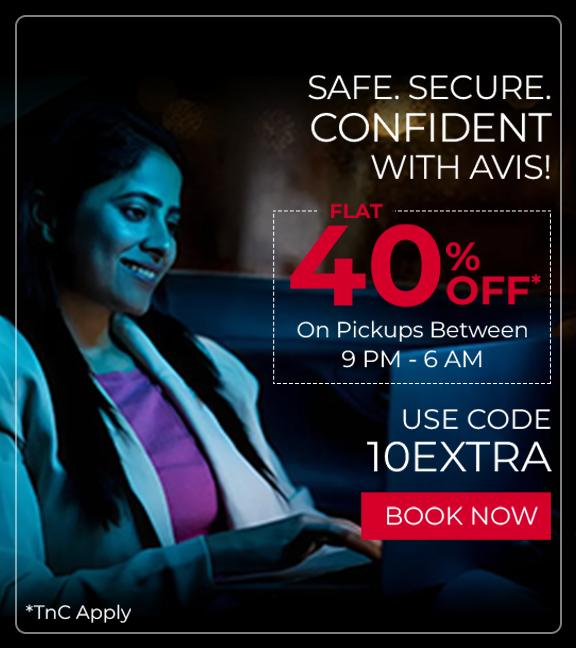 SAFE. SECURE.
CONFIDENT
WITH AVIS!
FLAT
40% OFF*
On Pickups Between
9 PM - 6 AM
USE CODE
10EXTRA
BOOK NOW
*TnC Apply